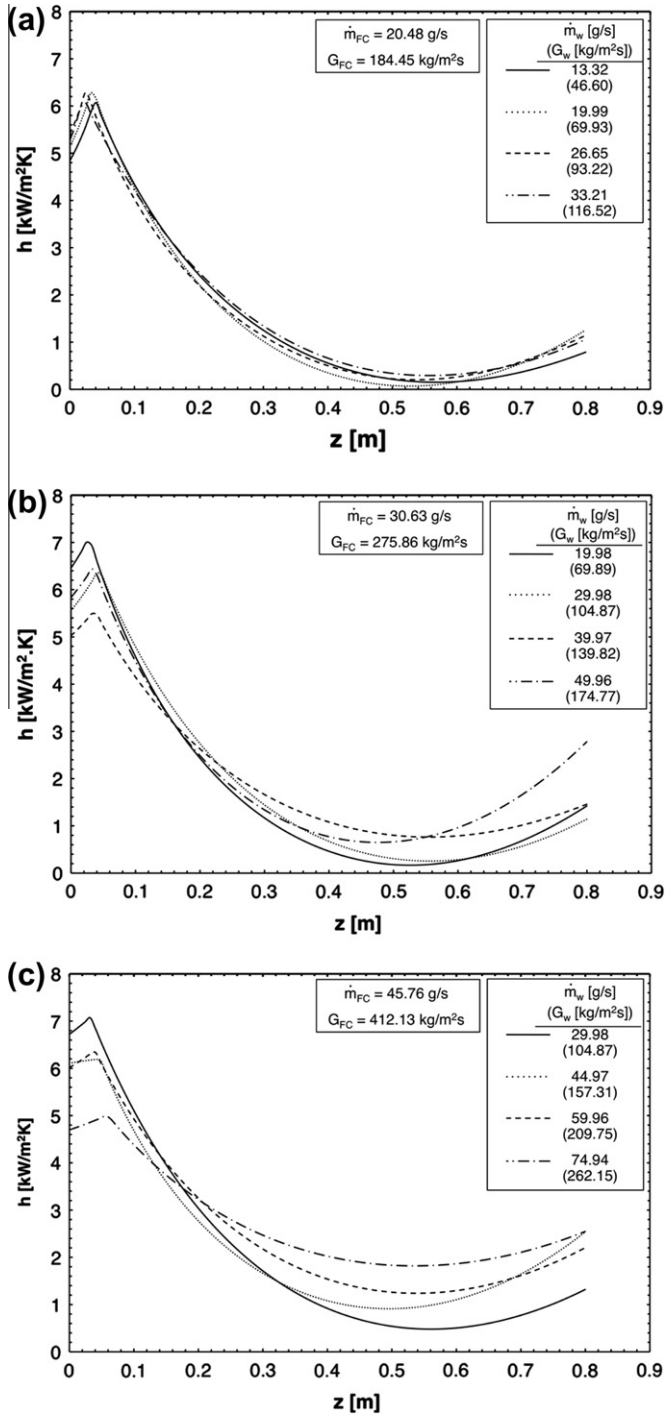 (a)
ṁFC = 20.48 g/s
GFC = 184.45 kg/m²s
ṁw [g/s]
(Gw [kg/m²s])
13.32
(46.60)
19.99
(69.93)
26.65
(93.22)
33.21
(116.52)
h [kW/m²K]
8
7
6
5
4
3
2
1
0
0 0.1 0.2 0.3 0.4 0.5 0.6 0.7 0.8 0.9
z [m]
(b)
ṁFC = 30.63 g/s
GFC = 275.86 kg/m²s
ṁw [g/s]
(Gw [kg/m²s])
19.98
(69.89)
29.98
(104.87)
39.97
(139.82)
49.96
(174.77)
h [kW/m².K]
8
7
6
5
4
3
2
1
0
0 0.1 0.2 0.3 0.4 0.5 0.6 0.7 0.8 0.9
z [m]
(c)
ṁFC = 45.76 g/s
GFC = 412.13 kg/m²s
ṁw [g/s]
(Gw [kg/m²s])
29.98
(104.87)
44.97
(157.31)
59.96
(209.75)
74.94
(262.15)
h [kW/m²K]
8
7
6
5
4
3
2
1
0
0 0.1 0.2 0.3 0.4 0.5 0.6 0.7 0.8 0.9
z [m]